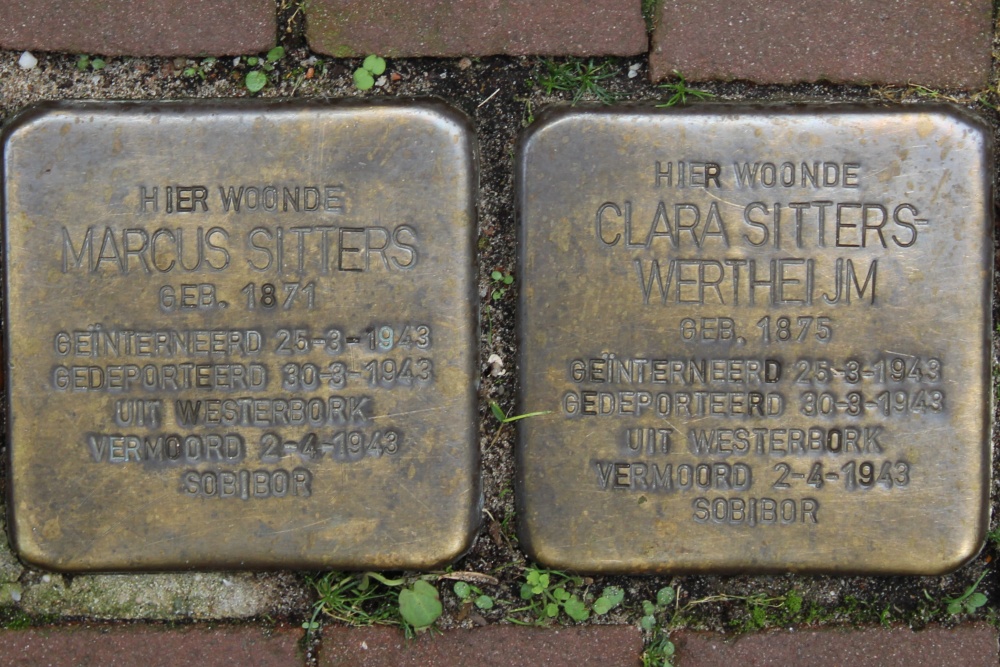 HIER WOONDE
MARCUS SITTERS
GEB. 1871
GEÏNTERNEERD 25-3-1943
GEDEPORTEERD 30-3-1943
UIT WESTERBORK
VERMOORD 2-4-1943
SOBIBOR
HIER WOONDE
CLARA SITTERS-
WERTHEIJM
GEB. 1875
GEÏNTERNEERD 25-3-1943
GEDEPORTEERD 30-3-1943
UIT WESTERBORK
VERMOORD 2-4-1943
SOBIBOR